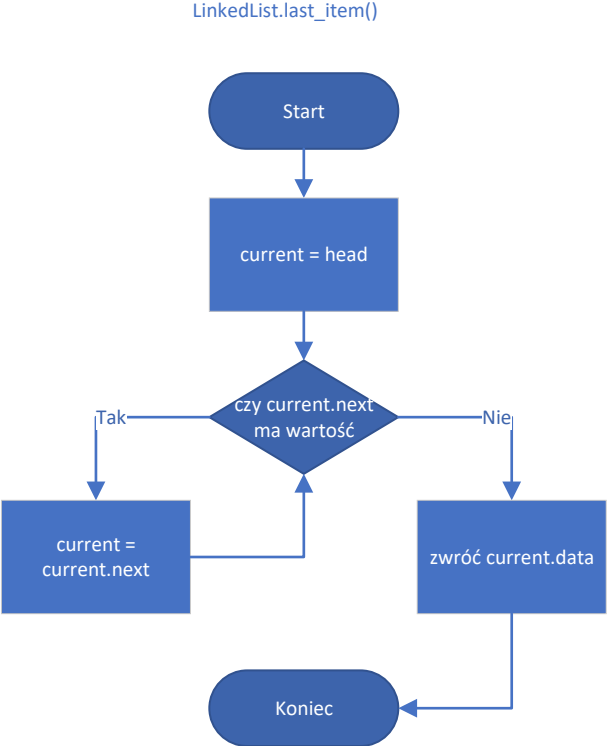 LinkedList.last_item()
Start
current = head
czy current.next
ma wartość
Tak
Nie
current =
current.next
zwróć current.data
Koniec